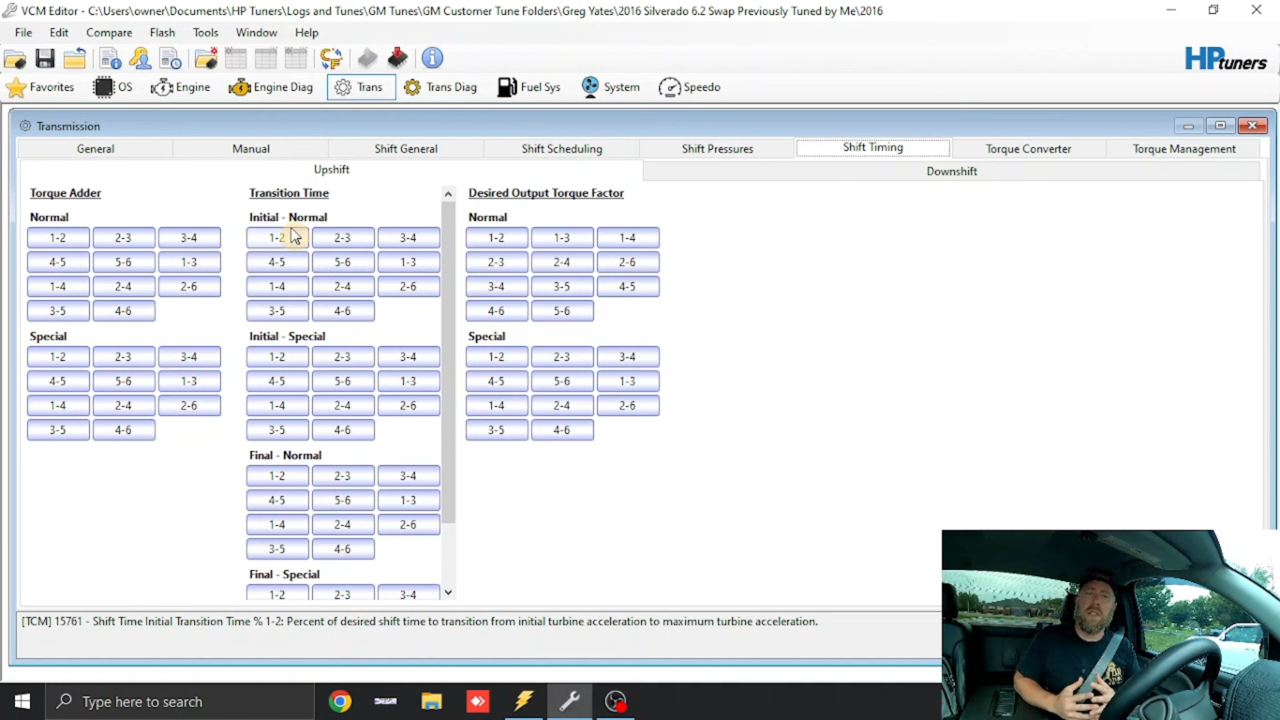 VCM Editor - C:\Users\owner\Documents\HP Tuners\Logs and Tunes\GM Tunes\GM Customer Tune Folders\Greg Yates\2016 Silverado 6.2 Swap Previously Tuned by Me\2016
File Edit Compare Flash Tools Window Help
HPtuners
Favorites OS Engine Engine Diag Trans Trans Diag Fuel Sys System Speedo
Transmission
General Manual Shift General Shift Scheduling Shift Pressures Shift Timing Torque Converter Torque Management
Upshift Downshift
Torque Adder
Normal
1-2 2-3 3-4
4-5 5-6 1-3
1-4 2-4 2-6
3-5 4-6
Special
1-2 2-3 3-4
4-5 5-6 1-3
1-4 2-4 2-6
3-5 4-6
Transition Time
Initial - Normal
1-2 2-3 3-4
4-5 5-6 1-3
1-4 2-4 2-6
3-5 4-6
Initial - Special
1-2 2-3 3-4
4-5 5-6 1-3
1-4 2-4 2-6
3-5 4-6
Final - Normal
1-2 2-3 3-4
4-5 5-6 1-3
1-4 2-4 2-6
3-5 4-6
Final - Special
1-2 2-3 3-4
Desired Output Torque Factor
Normal
1-2 1-3 1-4
2-3 2-4 2-6
3-4 3-5 4-5
4-6 5-6
Special
1-2 2-3 3-4
4-5 5-6 1-3
1-4 2-4 2-6
3-5 4-6
[TCM] 15761 - Shift Time Initial Transition Time % 1-2: Percent of desired shift time to transition from initial turbine acceleration to maximum turbine acceleration.
Type here to search